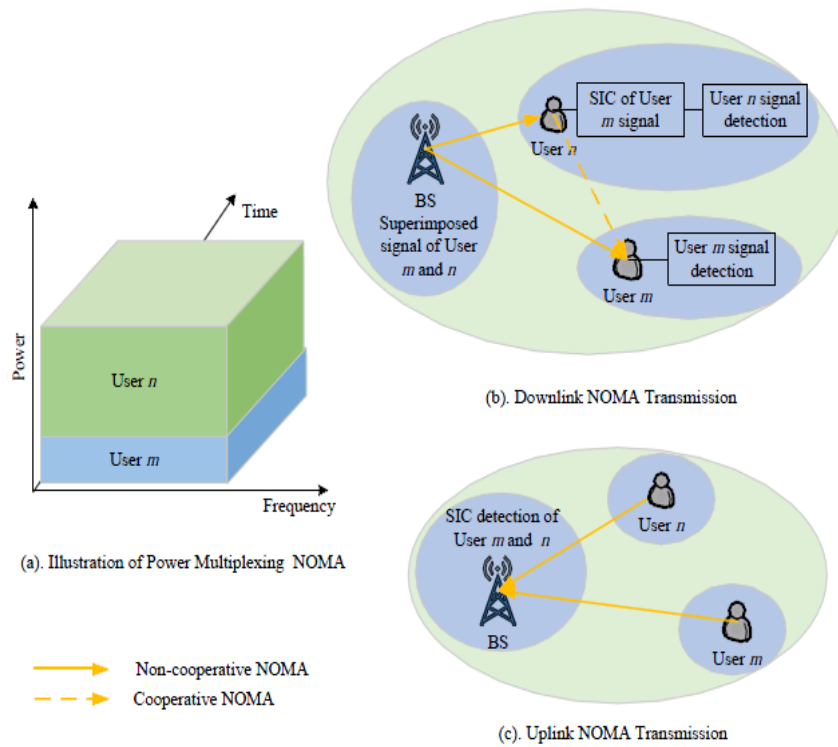 Power
Time
User n
User m
Frequency
(a). Illustration of Power Multiplexing NOMA
Non-cooperative NOMA
Cooperative NOMA
BS
Superimposed
signal of User
m and n
User n
SIC of User
m signal
User n signal
detection
User m
User m signal
detection
(b). Downlink NOMA Transmission
SIC detection of
User m and n
BS
User n
User m
(c). Uplink NOMA Transmission